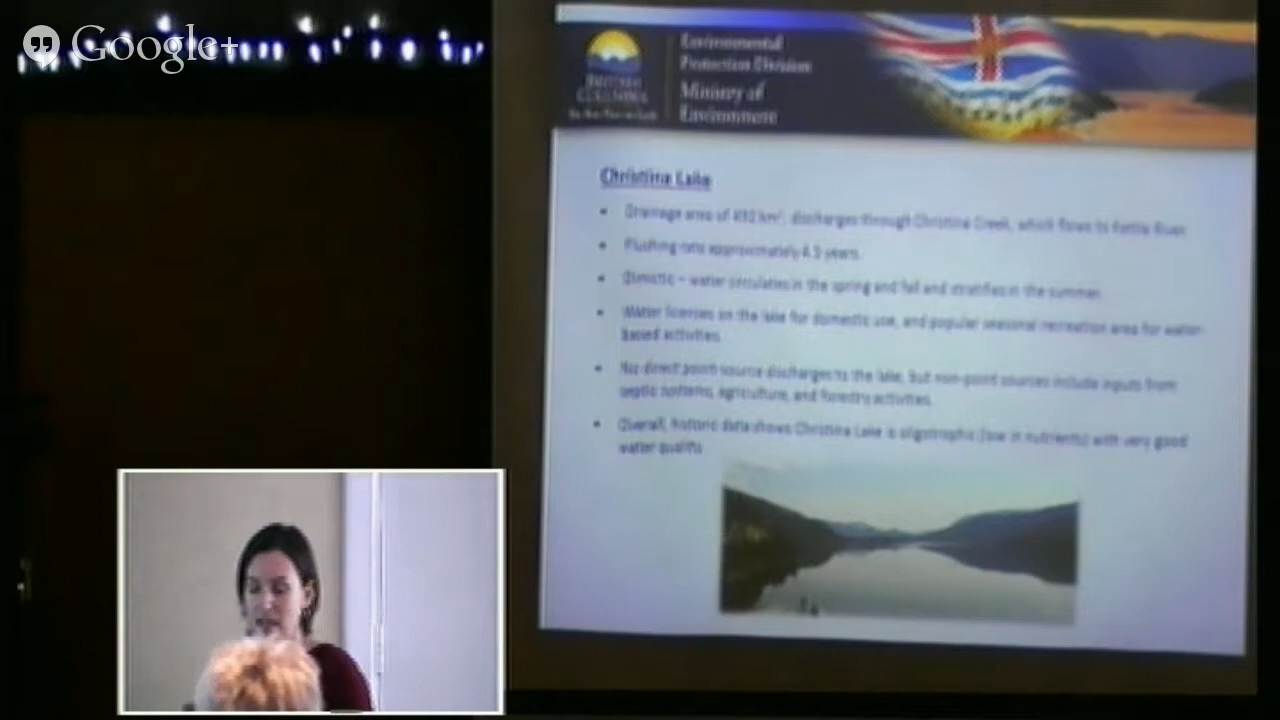 Google+
Environmental
Protection Division
Ministry of
Environment
BRITISH
COLUMBIA
Christina Lake
• Drainage area of km², discharges through Christina Creek, which flows to Kettle River.
• Flushing rate approximately years.
• Dimictic – water circulates in the spring and fall and stratifies in the summer.
• Water licenses on the lake for domestic use, and popular seasonal recreation area for water-
based activities.
• No direct point-source discharges to the lake, but non-point sources include inputs from
septic systems, agriculture, and forestry activities.
• Overall, historic data shows Christina Lake is oligotrophic (low in nutrients) with very good
water quality